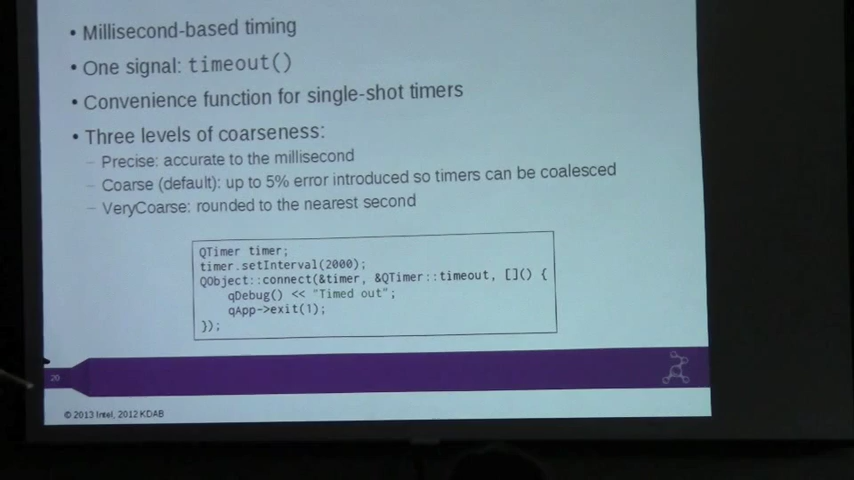 • Millisecond-based timing
• One signal: timeout()
• Convenience function for single-shot timers
• Three levels of coarseness:
– Precise: accurate to the millisecond
– Coarse (default): up to 5% error introduced so timers can be coalesced
– VeryCoarse: rounded to the nearest second
QTimer timer;
timer.setInterval(2000);
QObject::connect(&timer, &QTimer::timeout, []() {
qDebug() << "Timed out";
qApp->exit(1);
});
20
© 2013 Intel, 2012 KDAB